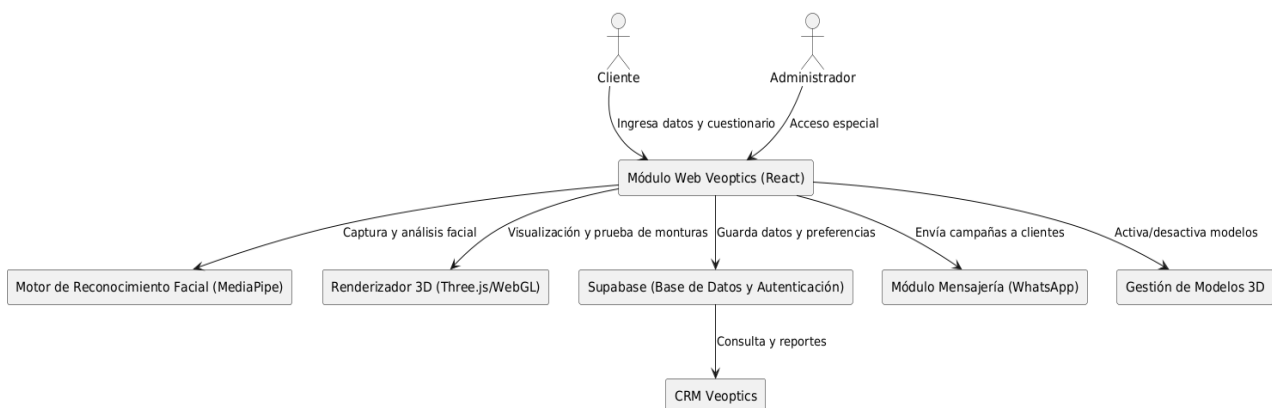 Cliente
Administrador
Ingresa datos y cuestionario
Acceso especial
Módulo Web Veoptics (React)
Captura y análisis facial
Visualización y prueba de monturas
Guarda datos y preferencias
Envía campañas a clientes
Activa/desactiva modelos
Motor de Reconocimiento Facial (MediaPipe)
Renderizador 3D (Three.js/WebGL)
Supabase (Base de Datos y Autenticación)
Módulo Mensajería (WhatsApp)
Gestión de Modelos 3D
Consulta y reportes
CRM Veoptics